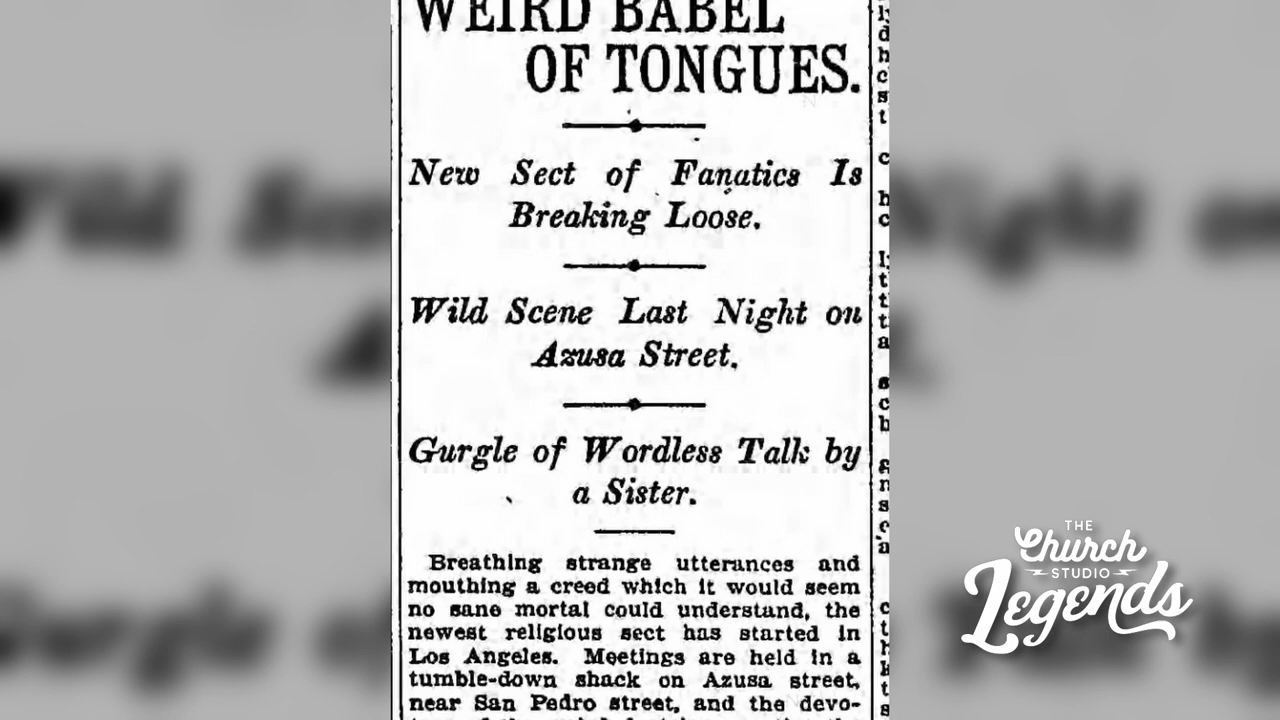 WEIRD BABEL
OF TONGUES.
New Sect of Fanatics Is
Breaking Loose.
Wild Scene Last Night on
Azusa Street.
Gurgle of Wordless Talk by
a Sister.
Breathing strange utterances and
mouthing a creed which it would seem
no sane mortal could understand, the
newest religious sect has started in
Los Angeles. Meetings are held in a
tumble-down shack on Azusa street,
near San Pedro street, and the devo-
THE
Church
STUDIO
Legends